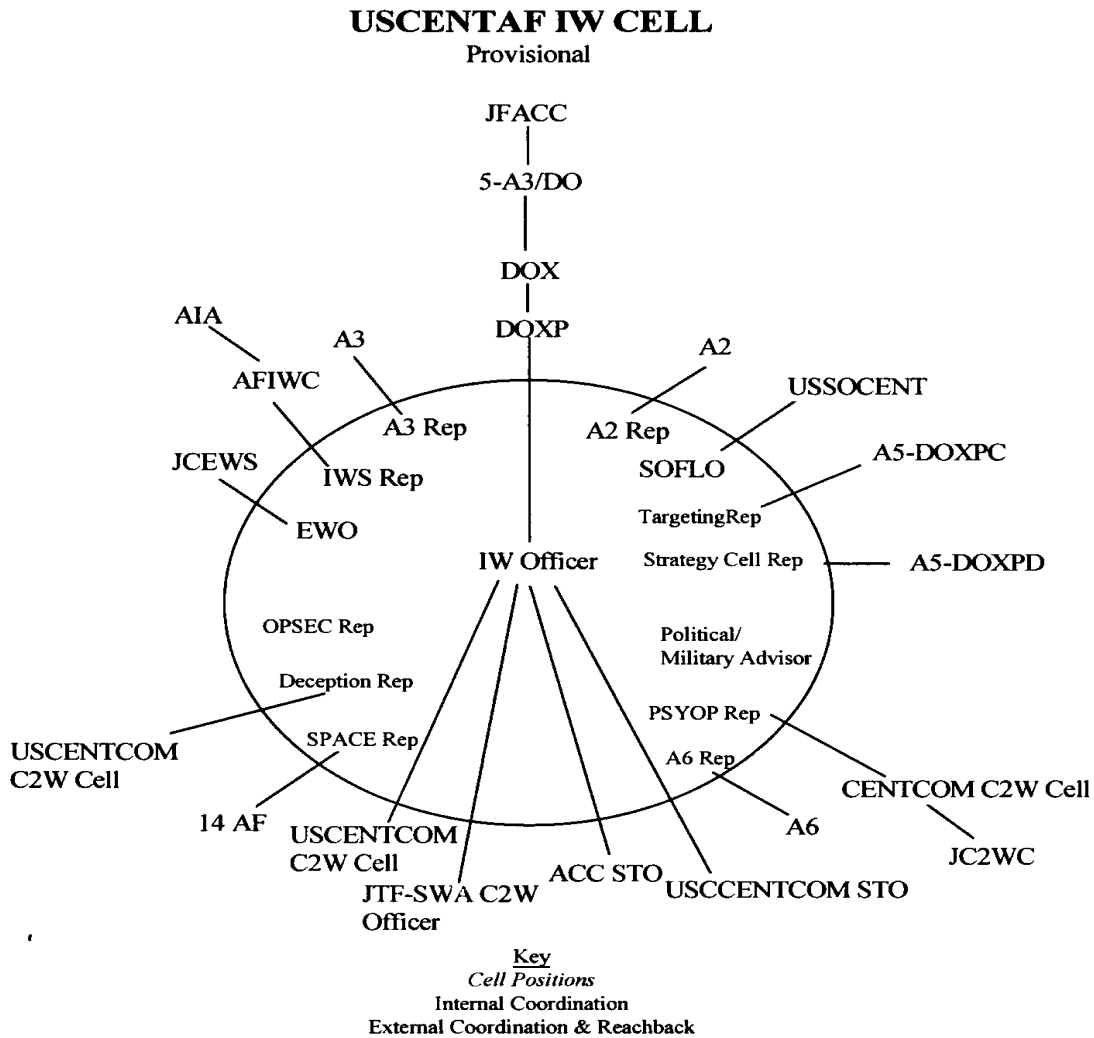 USCENTAF IW CELL
Provisional
JFACC
5-A3/DO
DOX
DOXP
AIA
AFIWC
A3
A3 Rep
A2
A2 Rep
USSOCENT
SOFLO
JCEWS
IWS Rep
EWO
A5-DOXPC
TargetingRep
Strategy Cell Rep
A5-DOXPD
IW Officer
OPSEC Rep
Deception Rep
SPACE Rep
Political/
Military Advisor
PSYOP Rep
A6 Rep
USCENTCOM
C2W Cell
14 AF
USCENTCOM
C2W Cell
JTF-SWA C2W
Officer
ACC STO
USCCENTCOM STO
A6
CENTCOM C2W Cell
JC2WC
Key
Cell Positions
Internal Coordination
External Coordination & Reachback